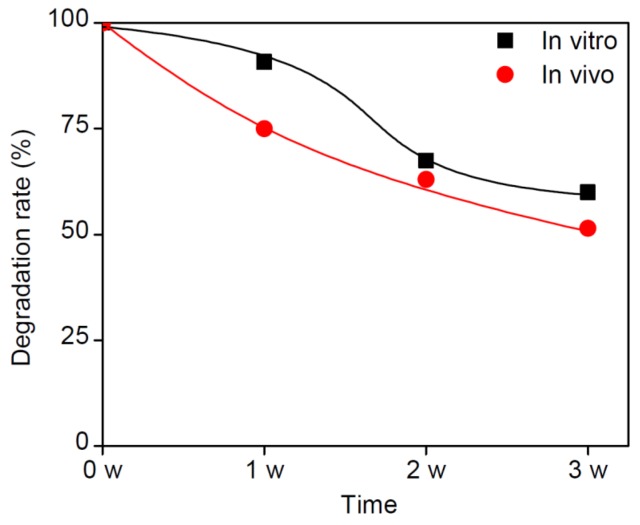 100
75
50
25
0
Degradation rate (%)
In vitro
In vivo
0 w 1 w 2 w 3 w
Time